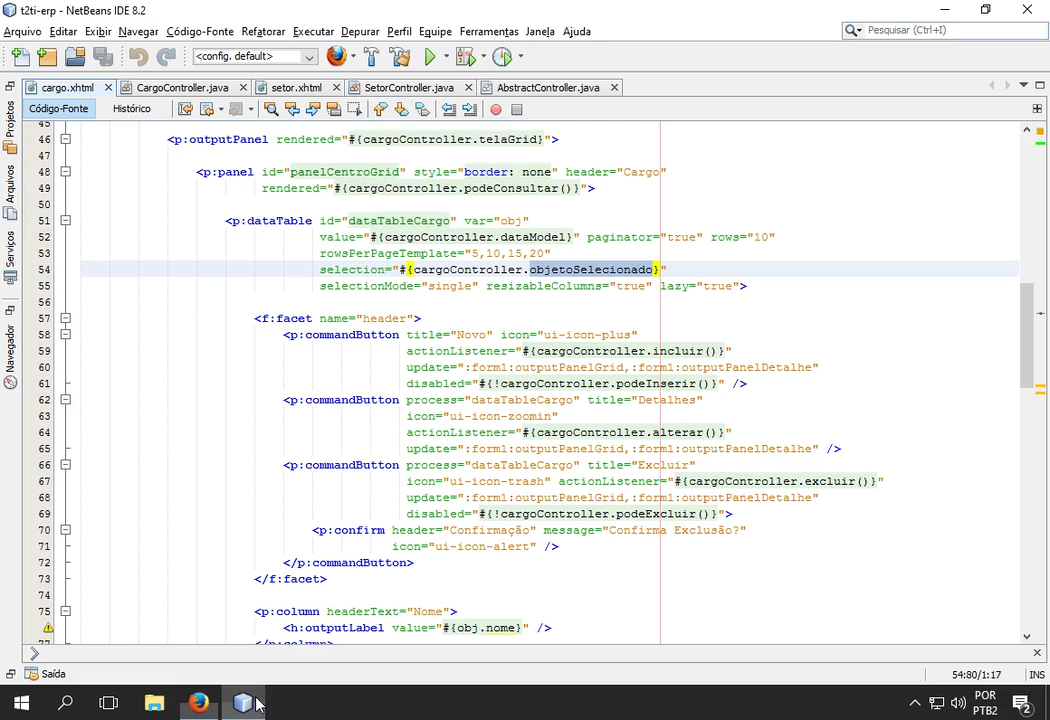 t2ti-erp - NetBeans IDE 8.2
Arquivo Editar Exibir Navegar Código-Fonte Refatorar Executar Depurar Perfil Equipe Ferramentas Janela Ajuda
Pesquisar (Ctrl+I)
<config. default>
cargo.xhtml CargoController.java setor.xhtml SetorController.java AbstractController.java
Código-Fonte Histórico
Projetos
Arquivos
Serviços
Navegador
45
46 <p:outputPanel rendered="#{cargoController.telaGrid}">
47
48 <p:panel id="panelCentroGrid" style="border: none" header="Cargo"
49 rendered="#{cargoController.podeConsultar()}">
50
51 <p:dataTable id="dataTableCargo" var="obj"
52 value="#{cargoController.dataModel}" paginator="true" rows="10"
53 rowsPerPageTemplate="5,10,15,20"
54 selection="#{cargoController.objetoSelecionado}"
55 selectionMode="single" resizableColumns="true" lazy="true">
56
57 <f:facet name="header">
58 <p:commandButton title="Novo" icon="ui-icon-plus"
59 actionListener="#{cargoController.incluir()}"
60 update=":form1:outputPanelGrid,:form1:outputPanelDetalhe"
61 disabled="#{!cargoController.podeInserir()}" />
62 <p:commandButton process="dataTableCargo" title="Detalhes"
63 icon="ui-icon-zoomin"
64 actionListener="#{cargoController.alterar()}"
65 update=":form1:outputPanelGrid,:form1:outputPanelDetalhe" />
66 <p:commandButton process="dataTableCargo" title="Excluir"
67 icon="ui-icon-trash" actionListener="#{cargoController.excluir()}"
68 update=":form1:outputPanelGrid,:form1:outputPanelDetalhe"
69 disabled="#{!cargoController.podeExcluir()}">
70 <p:confirm header="Confirmação" message="Confirma Exclusão?"
71 icon="ui-icon-alert" />
72 </p:commandButton>
73 </f:facet>
74
75 <p:column headerText="Nome">
<h:outputLabel value="#{obj.nome}" />
77 </p:column>
Saída
54:80/1:17 INS
POR
PTB2
2